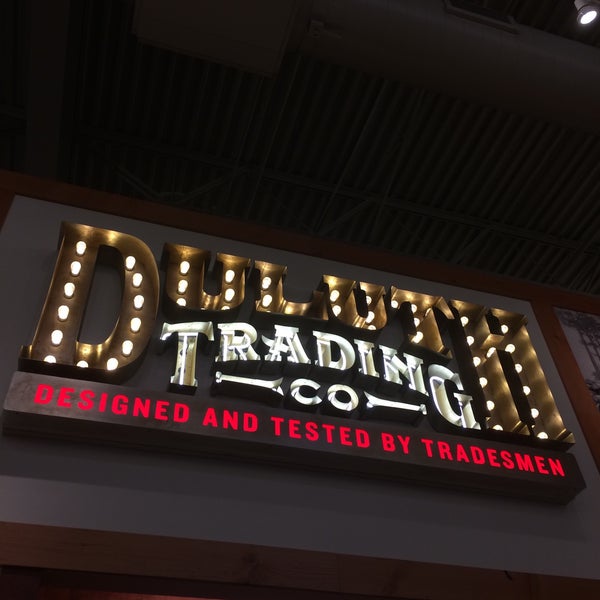 DULUTH
TRADING
CO
DESIGNED AND TESTED BY TRADESMEN